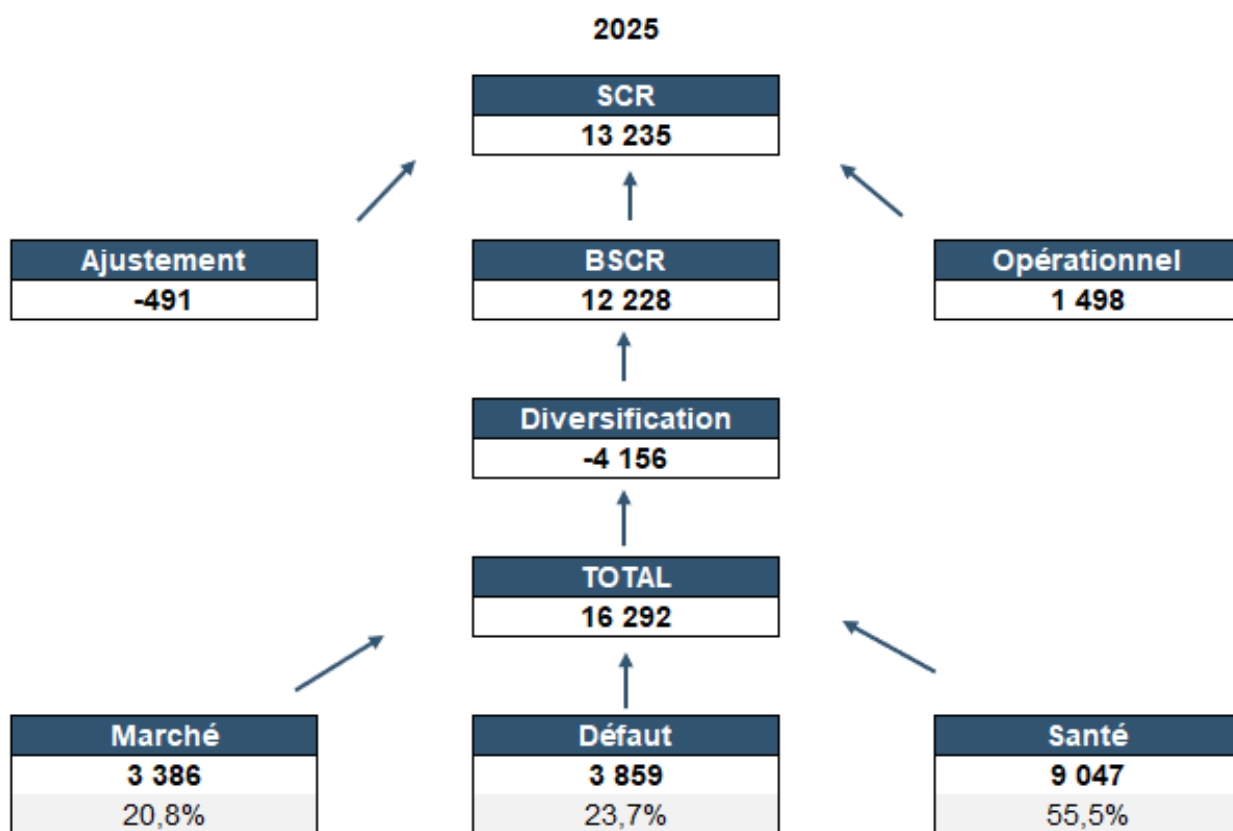 2025
SCR
13 235
Ajustement
-491
BSCR
12 228
Opérationnel
1 498
Diversification
-4 156
TOTAL
16 292
Marché
3 386
20,8%
Défaut
3 859
23,7%
Santé
9 047
55,5%